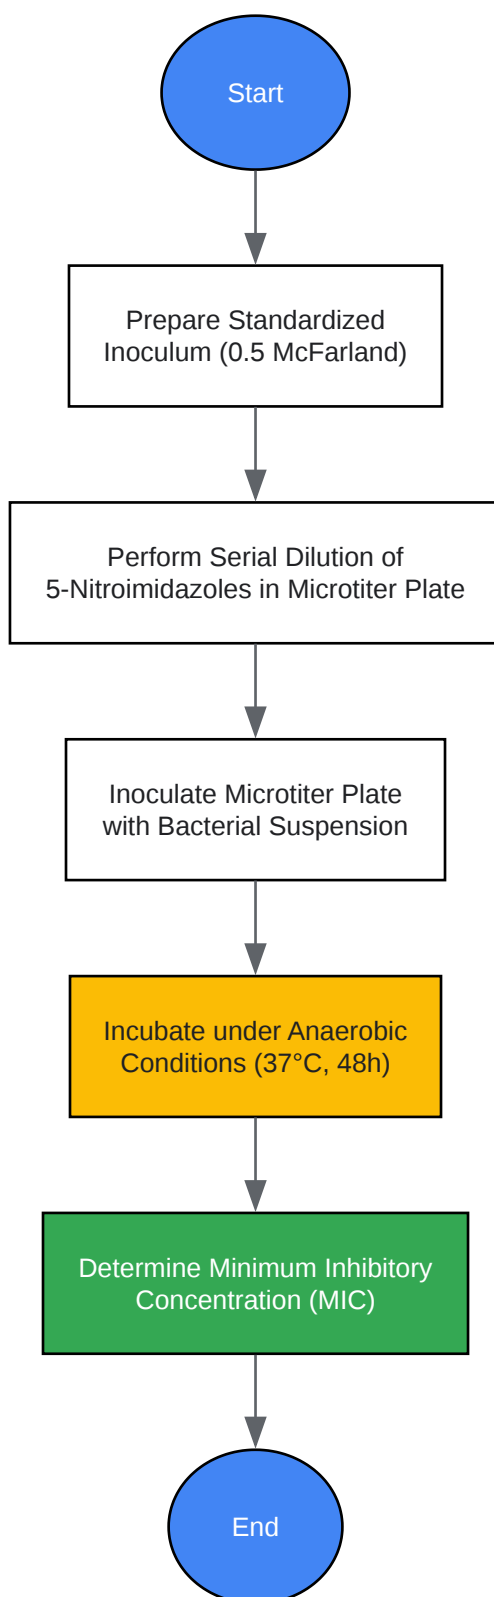 Start
Prepare Standardized
Inoculum (0.5 McFarland)
Perform Serial Dilution of
5-Nitroimidazoles in Microtiter Plate
Inoculate Microtiter Plate
with Bacterial Suspension
Incubate under Anaerobic
Conditions (37°C, 48h)
Determine Minimum Inhibitory
Concentration (MIC)
End